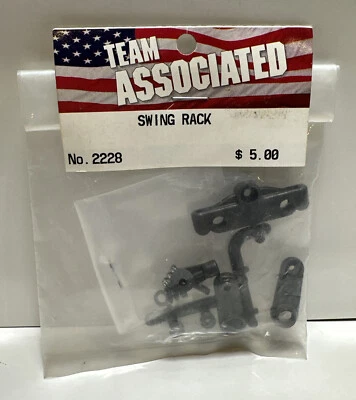 TEAM
ASSOCIATED
SWING RACK
No.2228
$ 5.00